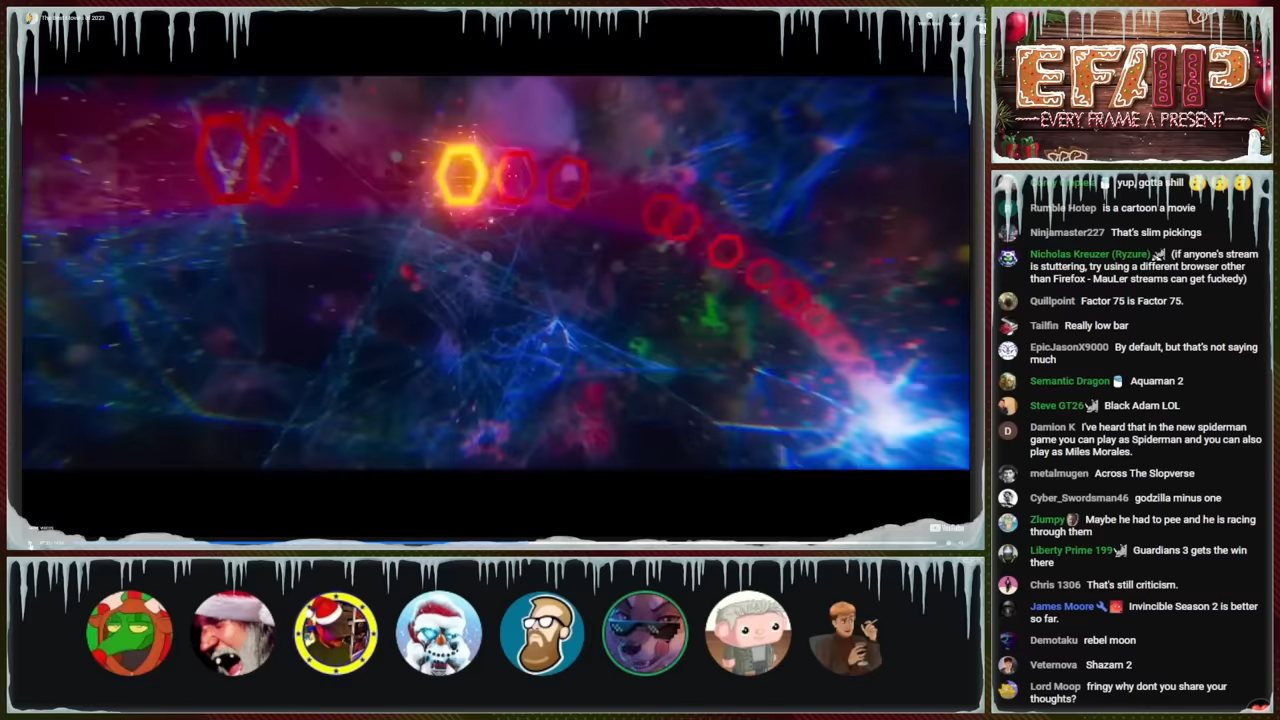 The Best Movies of 2023
EFAP
EVERY FRAME A PRESENT
yup, gotta shill
Rumble Hotep is a cartoon a movie
Ninjamaster227 That's slim pickings
Nicholas Kreuzer (Ryzure) (if anyone's stream
is stuttering, try using a different browser other
than Firefox - MauLer streams can get fuckedy)
Quillpoint Factor 75 is Factor 75.
Tailfin Really low bar
EpicJasonX9000 By default, but that's not saying
much
Semantic Dragon Aquaman 2
Steve GT26 Black Adam LOL
Damion K I've heard that in the new spiderman
game you can play as Spiderman and you can also
play as Miles Morales.
metalmugen Across The Slopverse
Cyber_Swordsman46 godzilla minus one
Zlumpy Maybe he had to pee and he is racing
through them
Liberty Prime 199 Guardians 3 gets the win
there
Chris 1306 That's still criticism.
James Moore Invincible Season 2 is better
so far.
Demotaku rebel moon
Veternova Shazam 2
Lord Moop fringy why dont you share your
thoughts?
D
YouTube